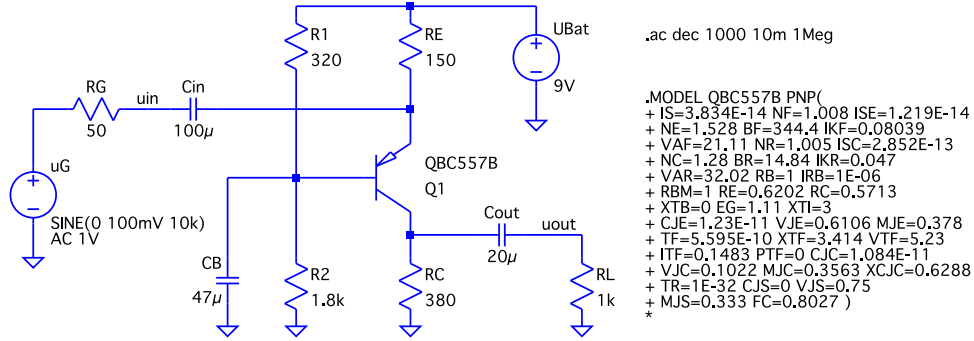 R1
320
RE
150
UBat
9V
.ac dec 1000 10m 1Meg
RG
50
uin
Cin
100µ
uG
SINE(0 100mV 10k)
AC 1V
QBC557B
Q1
CB
47µ
R2
1.8k
Cout
20µ
uout
RC
380
RL
1k
.MODEL QBC557B PNP(
+ IS=3.834E-14 NF=1.008 ISE=1.219E-14
+ NE=1.528 BF=344.4 IKF=0.08039
+ VAF=21.11 NR=1.005 ISC=2.852E-13
+ NC=1.28 BR=14.84 IKR=0.047
+ VAR=32.02 RB=1 IRB=1E-06
+ RBM=1 RE=0.6202 RC=0.5713
+ XTB=0 EG=1.11 XTI=3
+ CJE=1.23E-11 VJE=0.6106 MJE=0.378
+ TF=5.595E-10 XTF=3.414 VTF=5.23
+ ITF=0.1483 PTF=0 CJC=1.084E-11
+ VJC=0.1022 MJC=0.3563 XCJC=0.6288
+ TR=1E-32 CJS=0 VJS=0.75
+ MJS=0.333 FC=0.8027 )
*